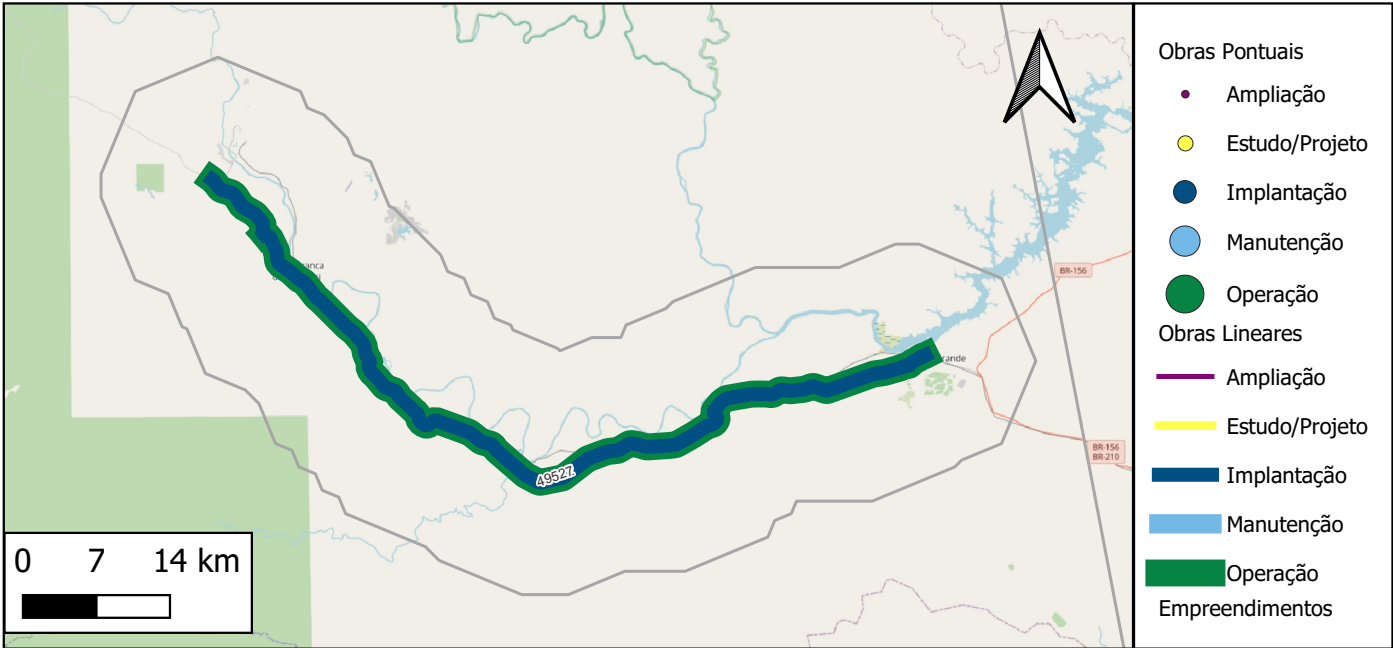 BR-156
rande
BR-156
BR-210
49527
0 7 14 km
Obras Pontuais
Ampliação
Estudo/Projeto
Implantação
Manutenção
Operação
Obras Lineares
Ampliação
Estudo/Projeto
Implantação
Manutenção
Operação
Empreendimentos